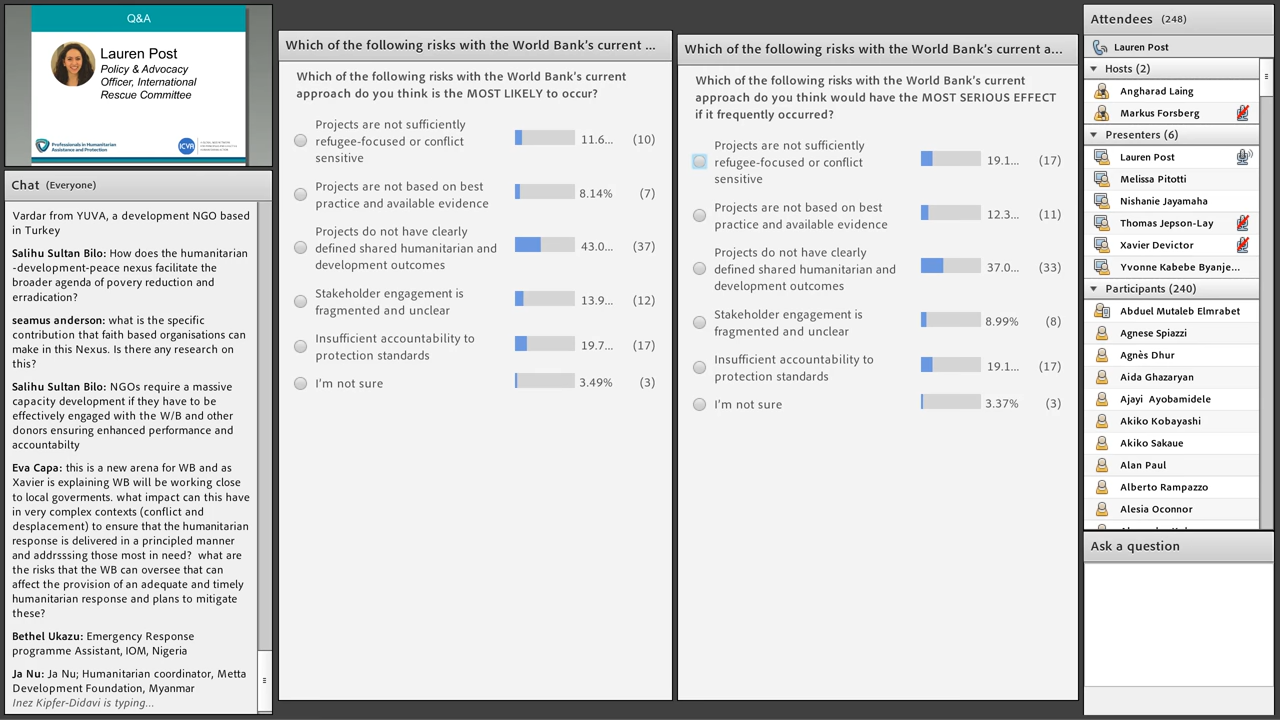 Q&A
Lauren Post
Policy & Advocacy
Officer, International
Rescue Committee
Professionals in Humanitarian
Assistance and Protection
ICVA
Chat (Everyone)
Vardar from YUVA, a development NGO based
in Turkey
Salihu Sultan Bilo: How does the humanitarian
-development-peace nexus facilitate the
broader agenda of povery reduction and
erradication?
seamus anderson: what is the specific
contribution that faith based organisations can
make in this Nexus. Is there any research on
this?
Salihu Sultan Bilo: NGOs require a massive
capacity development if they have to be
effectively engaged with the W/B and other
donors ensuring enhanced performance and
accountabilty
Eva Capa: this is a new arena for WB and as
Xavier is explaining WB will be working close
to local goverments. what impact can this have
in very complex contexts (conflict and
desplacement) to ensure that the humanitarian
response is delivered in a principled manner
and addrsssing those most in need?  what are
the risks that the WB can oversee that can
affect the provision of an adequate and timely
humanitarian response and plans to mitigate
these?
Bethel Ukazu: Emergency Response
programme Assistant, IOM, Nigeria
Ja Nu: Ja Nu; Humanitarian coordinator, Metta
Development Foundation, Myanmar
Inez Kipfer-Didavi is typing...
Which of the following risks with the World Bank's current ...
Which of the following risks with the World Bank's current
approach do you think is the MOST LIKELY to occur?
Projects are not sufficiently
refugee-focused or conflict 11.6... (10)
sensitive
Projects are not based on best
practice and available evidence 8.14% (7)
Projects do not have clearly
defined shared humanitarian and 43.0... (37)
development outcomes
Stakeholder engagement is
fragmented and unclear 13.9... (12)
Insufficient accountability to
protection standards 19.7... (17)
I'm not sure 3.49% (3)
Which of the following risks with the World Bank's current a...
Which of the following risks with the World Bank's current
approach do you think would have the MOST SERIOUS EFFECT
if it frequently occurred?
Projects are not sufficiently
refugee-focused or conflict 19.1... (17)
sensitive
Projects are not based on best
practice and available evidence 12.3... (11)
Projects do not have clearly
defined shared humanitarian and 37.0... (33)
development outcomes
Stakeholder engagement is
fragmented and unclear 8.99% (8)
Insufficient accountability to
protection standards 19.1... (17)
I'm not sure 3.37% (3)
Attendees (248)
Lauren Post
Hosts (2)
Angharad Laing
Markus Forsberg
Presenters (6)
Lauren Post
Melissa Pitotti
Nishanie Jayamaha
Thomas Jepson-Lay
Xavier Devictor
Yvonne Kabebe Byanje...
Participants (240)
Abduel Mutaleb Elmrabet
Agnese Spiazzi
Agnès Dhur
Aida Ghazaryan
Ajayi  Ayobamidele
Akiko Kobayashi
Akiko Sakaue
Alan Paul
Alberto Rampazzo
Alesia Oconnor
Ask a question